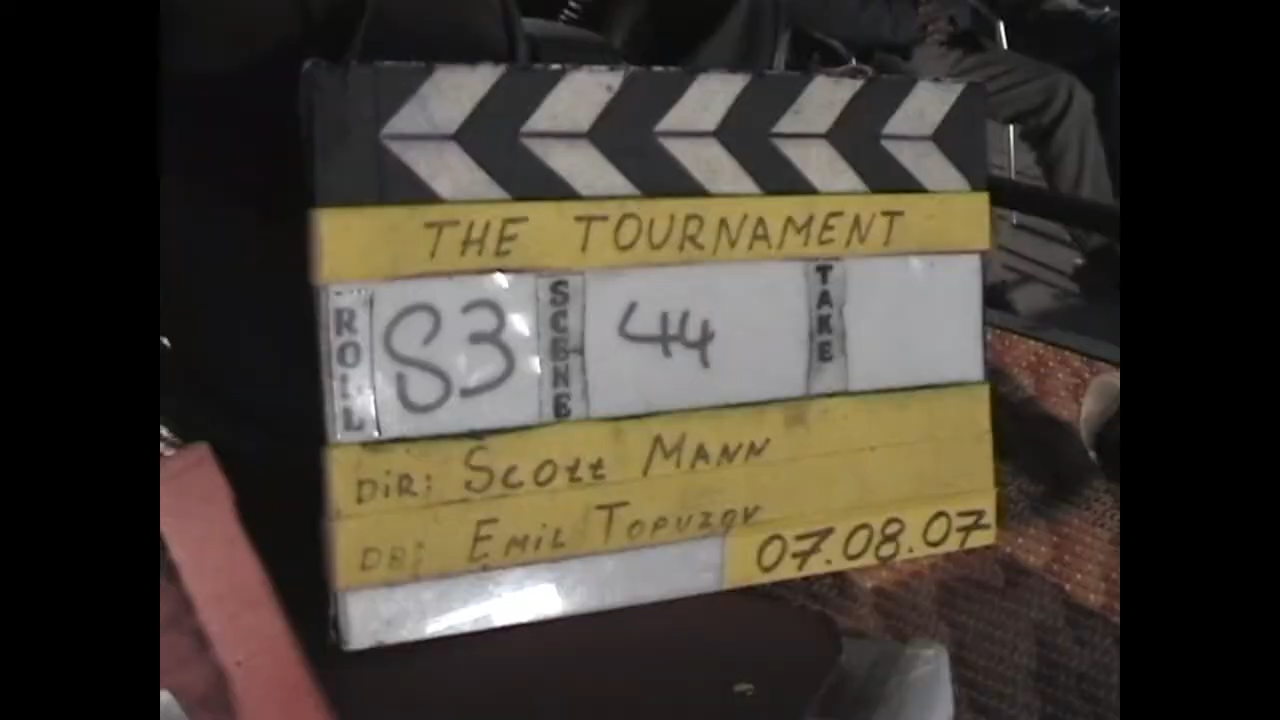 THE TOURNAMENT
ROLL S3 SCENE 44 TAKE
DIR: Scott MANN
DP: EMIL TOPUZOV
07.08.07